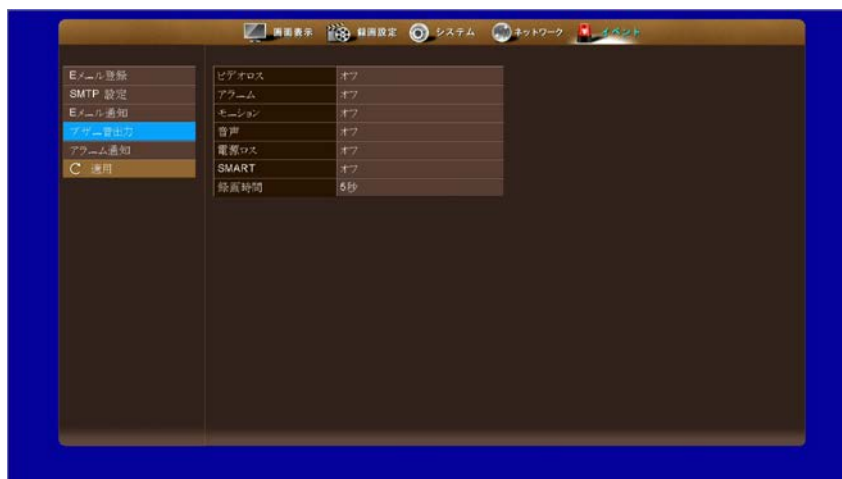 画面表示 録画設定 システム ネットワーク イベント
Eメール登録
SMTP 設定
Eメール通知
ブザー音出力
アラーム通知
適用
ビデオロス オフ
アラーム オフ
モーション オフ
音声 オフ
電源ロス オフ
SMART オフ
録画時間 5秒